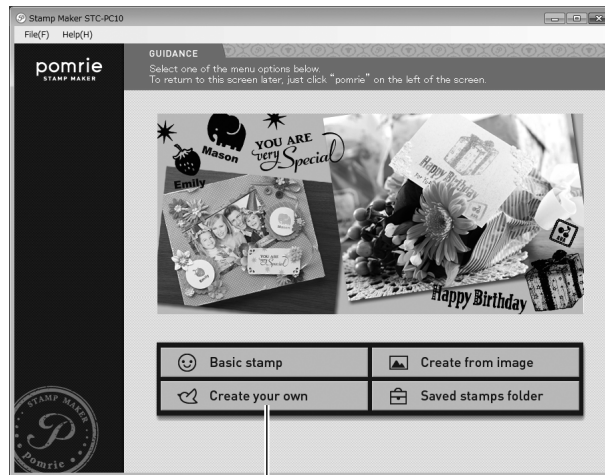 Stamp Maker STC-PC10
File(F) Help(H)
pomrie
STAMP MAKER
GUIDANCE
Select one of the menu options below.
To return to this screen later, just click “pomrie” on the left of the screen.
Mason
Emily
YOU ARE
very Special
Happy Birthday
Happy Birthday
Basic stamp
Create from image
Create your own
Saved stamps folder
STAMP MAKER
Pomrie